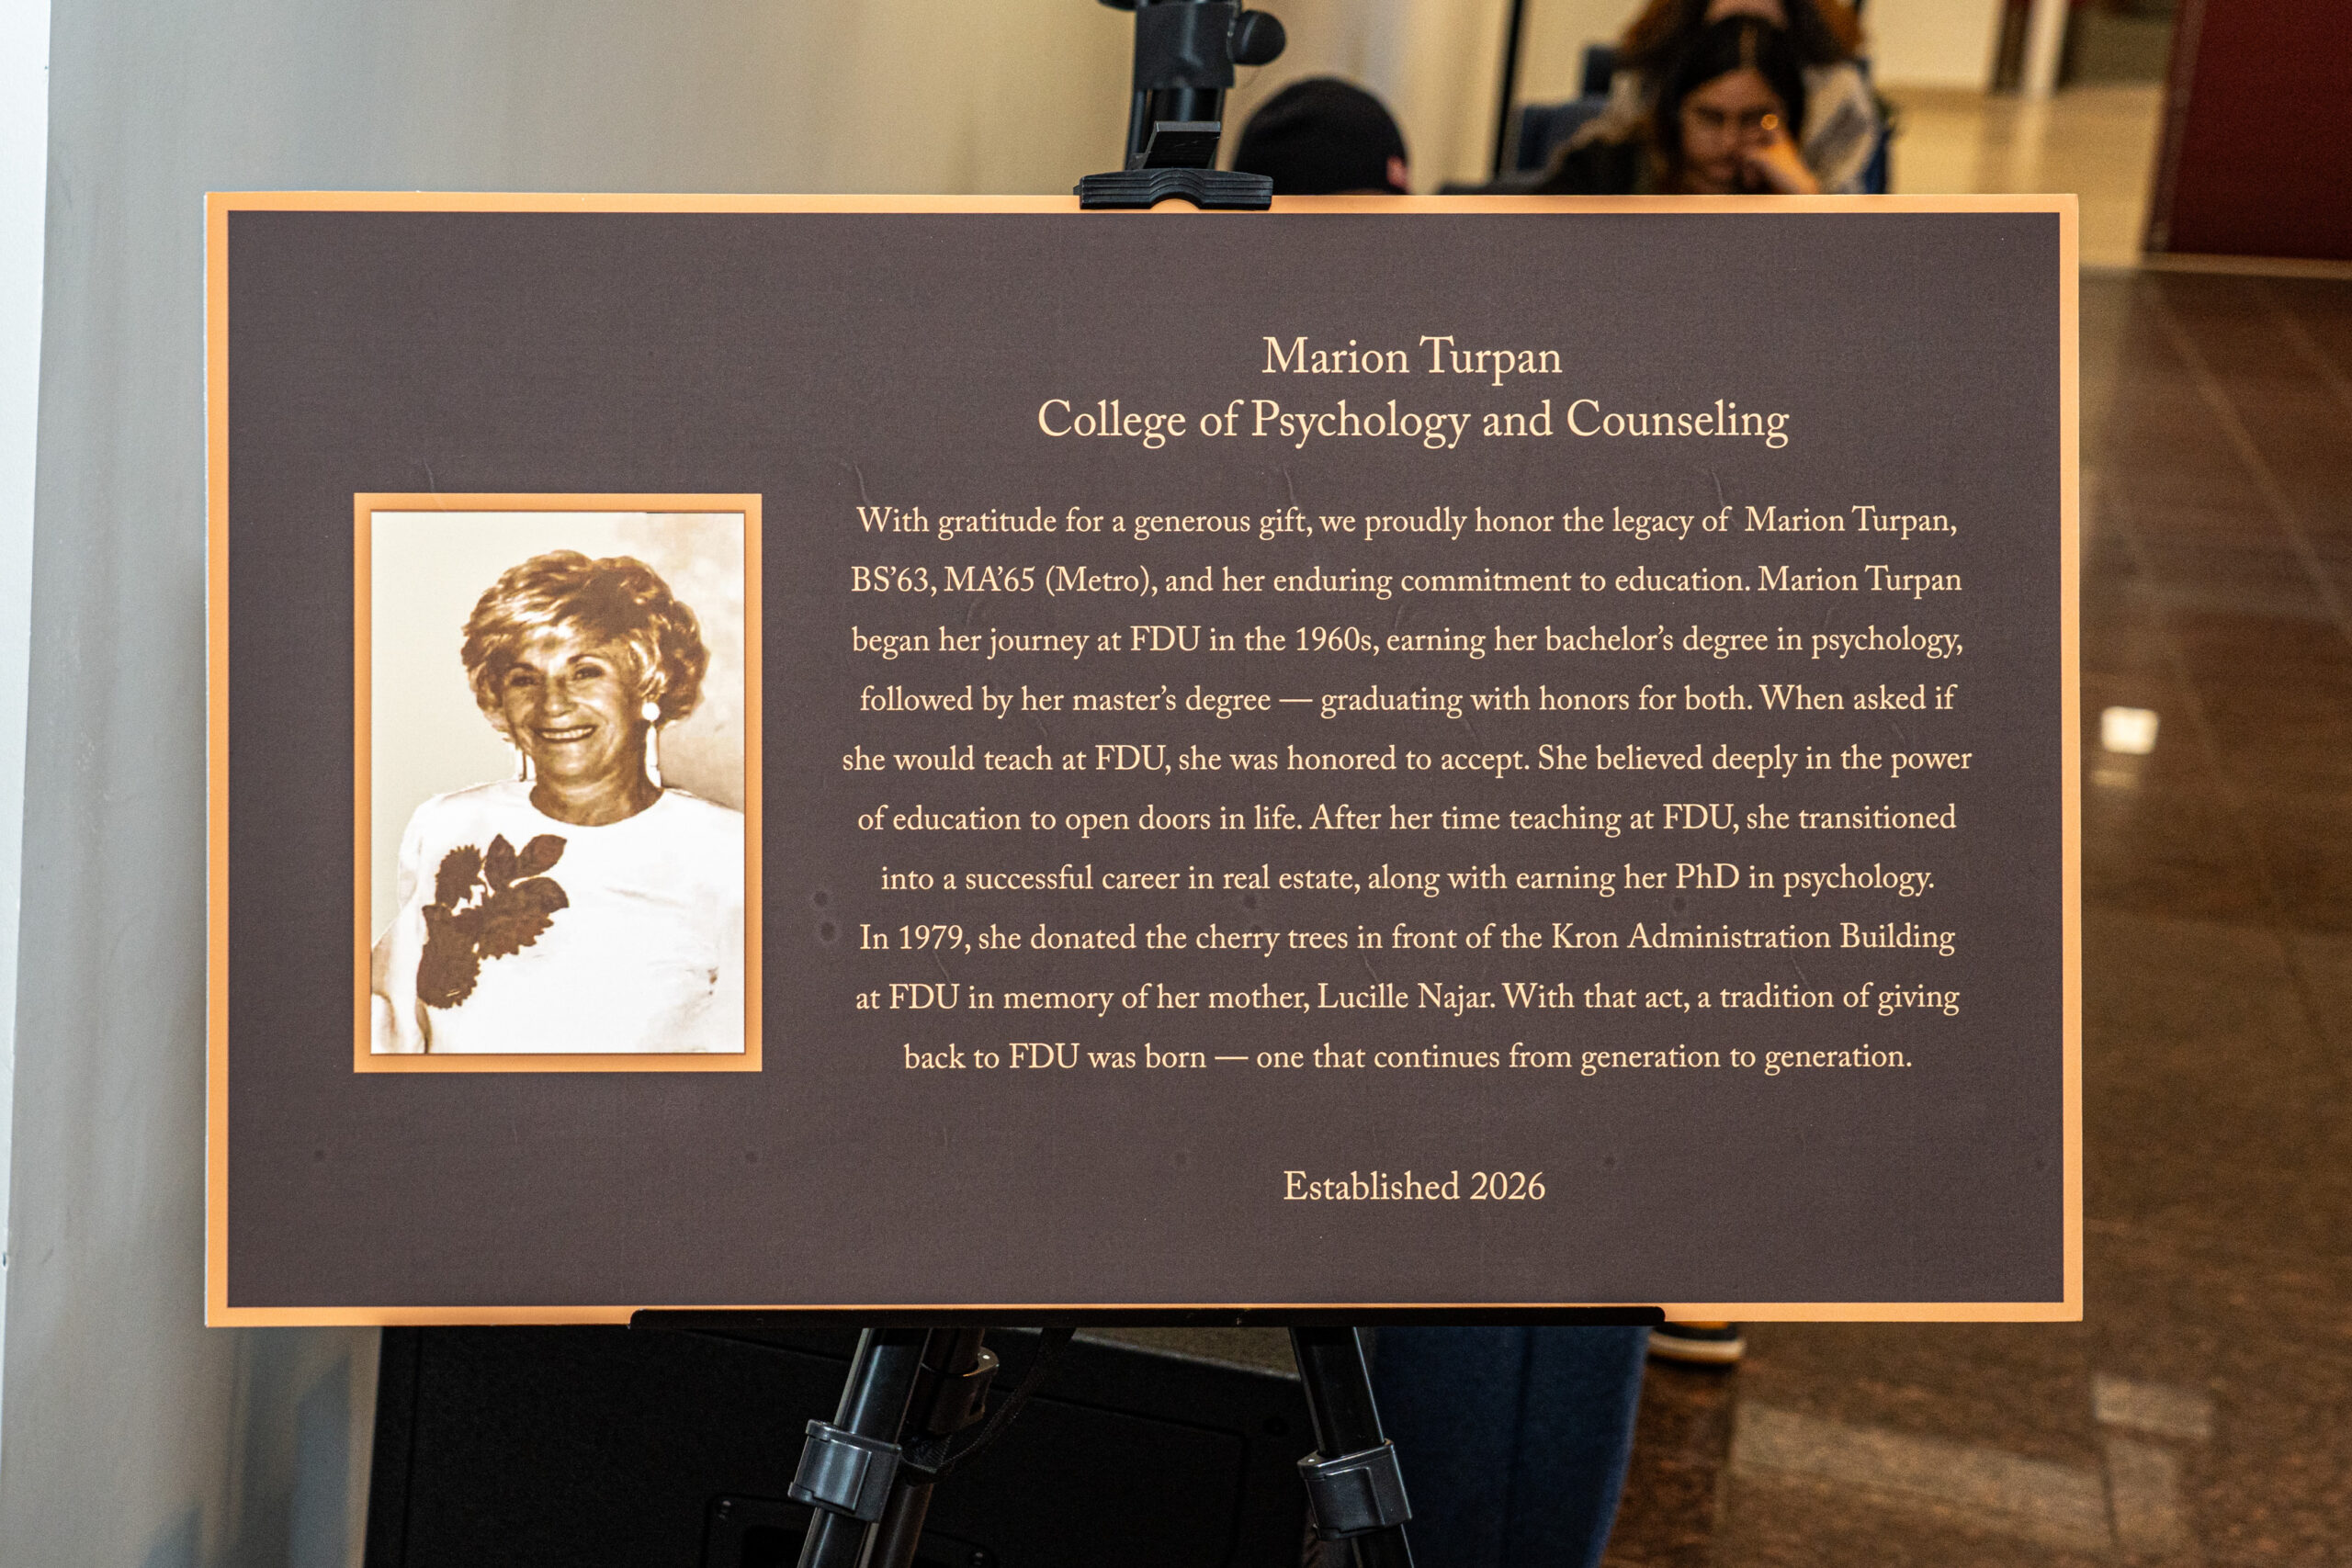 Marion Turpan
College of Psychology and Counseling
With gratitude for a generous gift, we proudly honor the legacy of Marion Turpan,
BS’63, MA’65 (Metro), and her enduring commitment to education. Marion Turpan
began her journey at FDU in the 1960s, earning her bachelor’s degree in psychology,
followed by her master’s degree — graduating with honors for both. When asked if
she would teach at FDU, she was honored to accept. She believed deeply in the power
of education to open doors in life. After her time teaching at FDU, she transitioned
into a successful career in real estate, along with earning her PhD in psychology.
In 1979, she donated the cherry trees in front of the Kron Administration Building
at FDU in memory of her mother, Lucille Najar. With that act, a tradition of giving
back to FDU was born — one that continues from generation to generation.
Established 2026